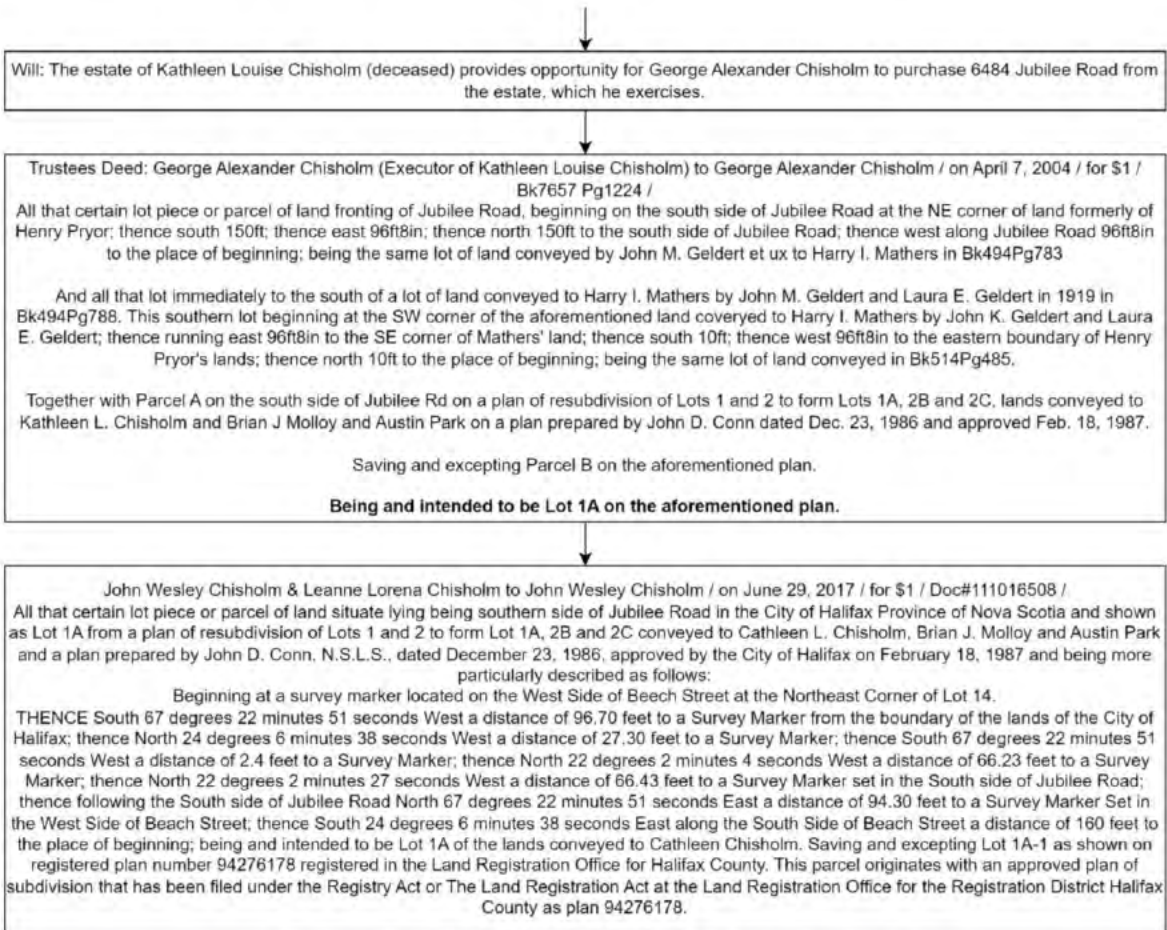 Will: The estate of Kathleen Louise Chisholm (deceased) provides opportunity for George Alexander Chisholm to purchase 6484 Jubilee Road from
the estate, which he exercises.
Trustees Deed: George Alexander Chisholm (Executor of Kathleen Louise Chisholm) to George Alexander Chisholm / on April 7, 2004 / for $1 /
Bk7657 Pg1224 /
All that certain lot piece or parcel of land fronting of Jubilee Road, beginning on the south side of Jubilee Road at the NE corner of land formerly of
Henry Pryor; thence south 150ft; thence east 96ft8in; thence north 150ft to the south side of Jubilee Road; thence west along Jubilee Road 96ft8in
to the place of beginning; being the same lot of land conveyed by John M. Geldert et ux to Harry I. Mathers in Bk494Pg783
And all that lot immediately to the south of a lot of land conveyed to Harry I. Mathers by John M. Geldert and Laura E. Geldert in 1919 in
Bk494Pg788. This southern lot beginning at the SW corner of the aforementioned land coveryed to Harry I. Mathers by John K. Geldert and Laura
E. Geldert; thence running east 96ft8in to the SE corner of Mathers' land; thence south 10ft; thence west 96ft8in to the eastern boundary of Henry
Pryor's lands; thence north 10ft to the place of beginning; being the same lot of land conveyed in Bk514Pg485.
Together with Parcel A on the south side of Jubilee Rd on a plan of resubdivision of Lots 1 and 2 to form Lots 1A, 2B and 2C, lands conveyed to
Kathleen L. Chisholm and Brian J Molloy and Austin Park on a plan prepared by John D. Conn dated Dec. 23, 1986 and approved Feb. 18, 1987.
Saving and excepting Parcel B on the aforementioned plan.
Being and intended to be Lot 1A on the aforementioned plan.
John Wesley Chisholm & Leanne Lorena Chisholm to John Wesley Chisholm / on June 29, 2017 / for $1 / Doc#111016508 /
All that certain lot piece or parcel of land situate lying being southern side of Jubilee Road in the City of Halifax Province of Nova Scotia and shown
as Lot 1A from a plan of resubdivision of Lots 1 and 2 to form Lot 1A, 2B and 2C conveyed to Cathleen L. Chisholm, Brian J. Molloy and Austin Park
and a plan prepared by John D. Conn, N.S.L.S., dated December 23, 1986, approved by the City of Halifax on February 18, 1987 and being more
particularly described as follows:
Beginning at a survey marker located on the West Side of Beech Street at the Northeast Corner of Lot 14.
THENCE South 67 degrees 22 minutes 51 seconds West a distance of 96.70 feet to a Survey Marker from the boundary of the lands of the City of
Halifax; thence North 24 degrees 6 minutes 38 seconds West a distance of 27.30 feet to a Survey Marker; thence South 67 degrees 22 minutes 51
seconds West a distance of 2.4 feet to a Survey Marker; thence North 22 degrees 2 minutes 4 seconds West a distance of 66.23 feet to a Survey
Marker; thence North 22 degrees 2 minutes 27 seconds West a distance of 66.43 feet to a Survey Marker set in the South side of Jubilee Road;
thence following the South side of Jubilee Road North 67 degrees 22 minutes 51 seconds East a distance of 94.30 feet to a Survey Marker Set in
the West Side of Beach Street; thence South 24 degrees 6 minutes 38 seconds East along the South Side of Beach Street a distance of 160 feet to
the place of beginning; being and intended to be Lot 1A of the lands conveyed to Cathleen Chisholm. Saving and excepting Lot 1A-1 as shown on
registered plan number 94276178 registered in the Land Registration Office for Halifax County. This parcel originates with an approved plan of
subdivision that has been filed under the Registry Act or The Land Registration Act at the Land Registration Office for the Registration District Halifax
County as plan 94276178.